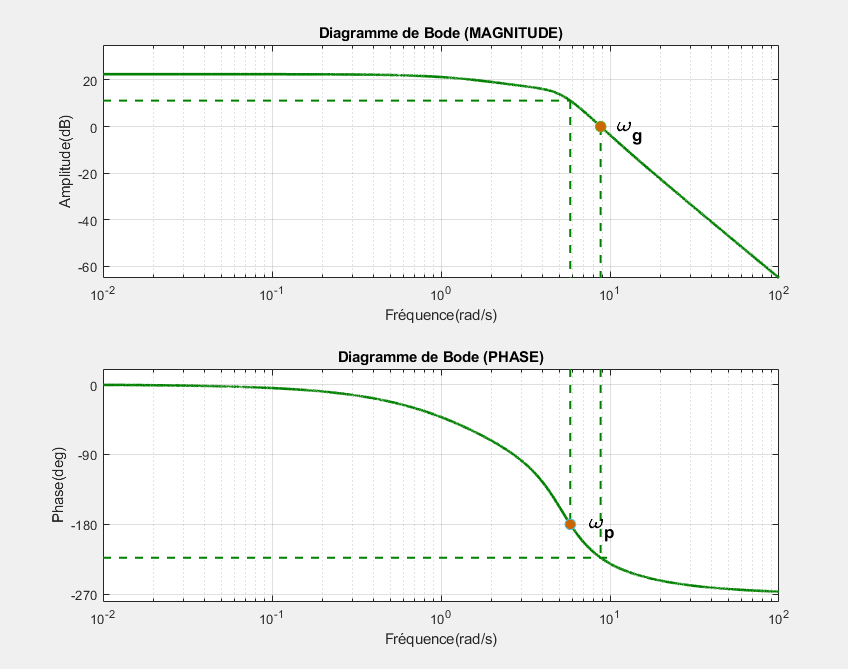 Diagramme de Bode (MAGNITUDE)
20
0
-20
-40
-60
Amplitude(dB)
ω_g
10^-2
10^-1
10^0
10^1
10^2
Fréquence(rad/s)
Diagramme de Bode (PHASE)
0
-90
-180
-270
Phase(deg)
ω_p
10^-2
10^-1
10^0
10^1
10^2
Fréquence(rad/s)